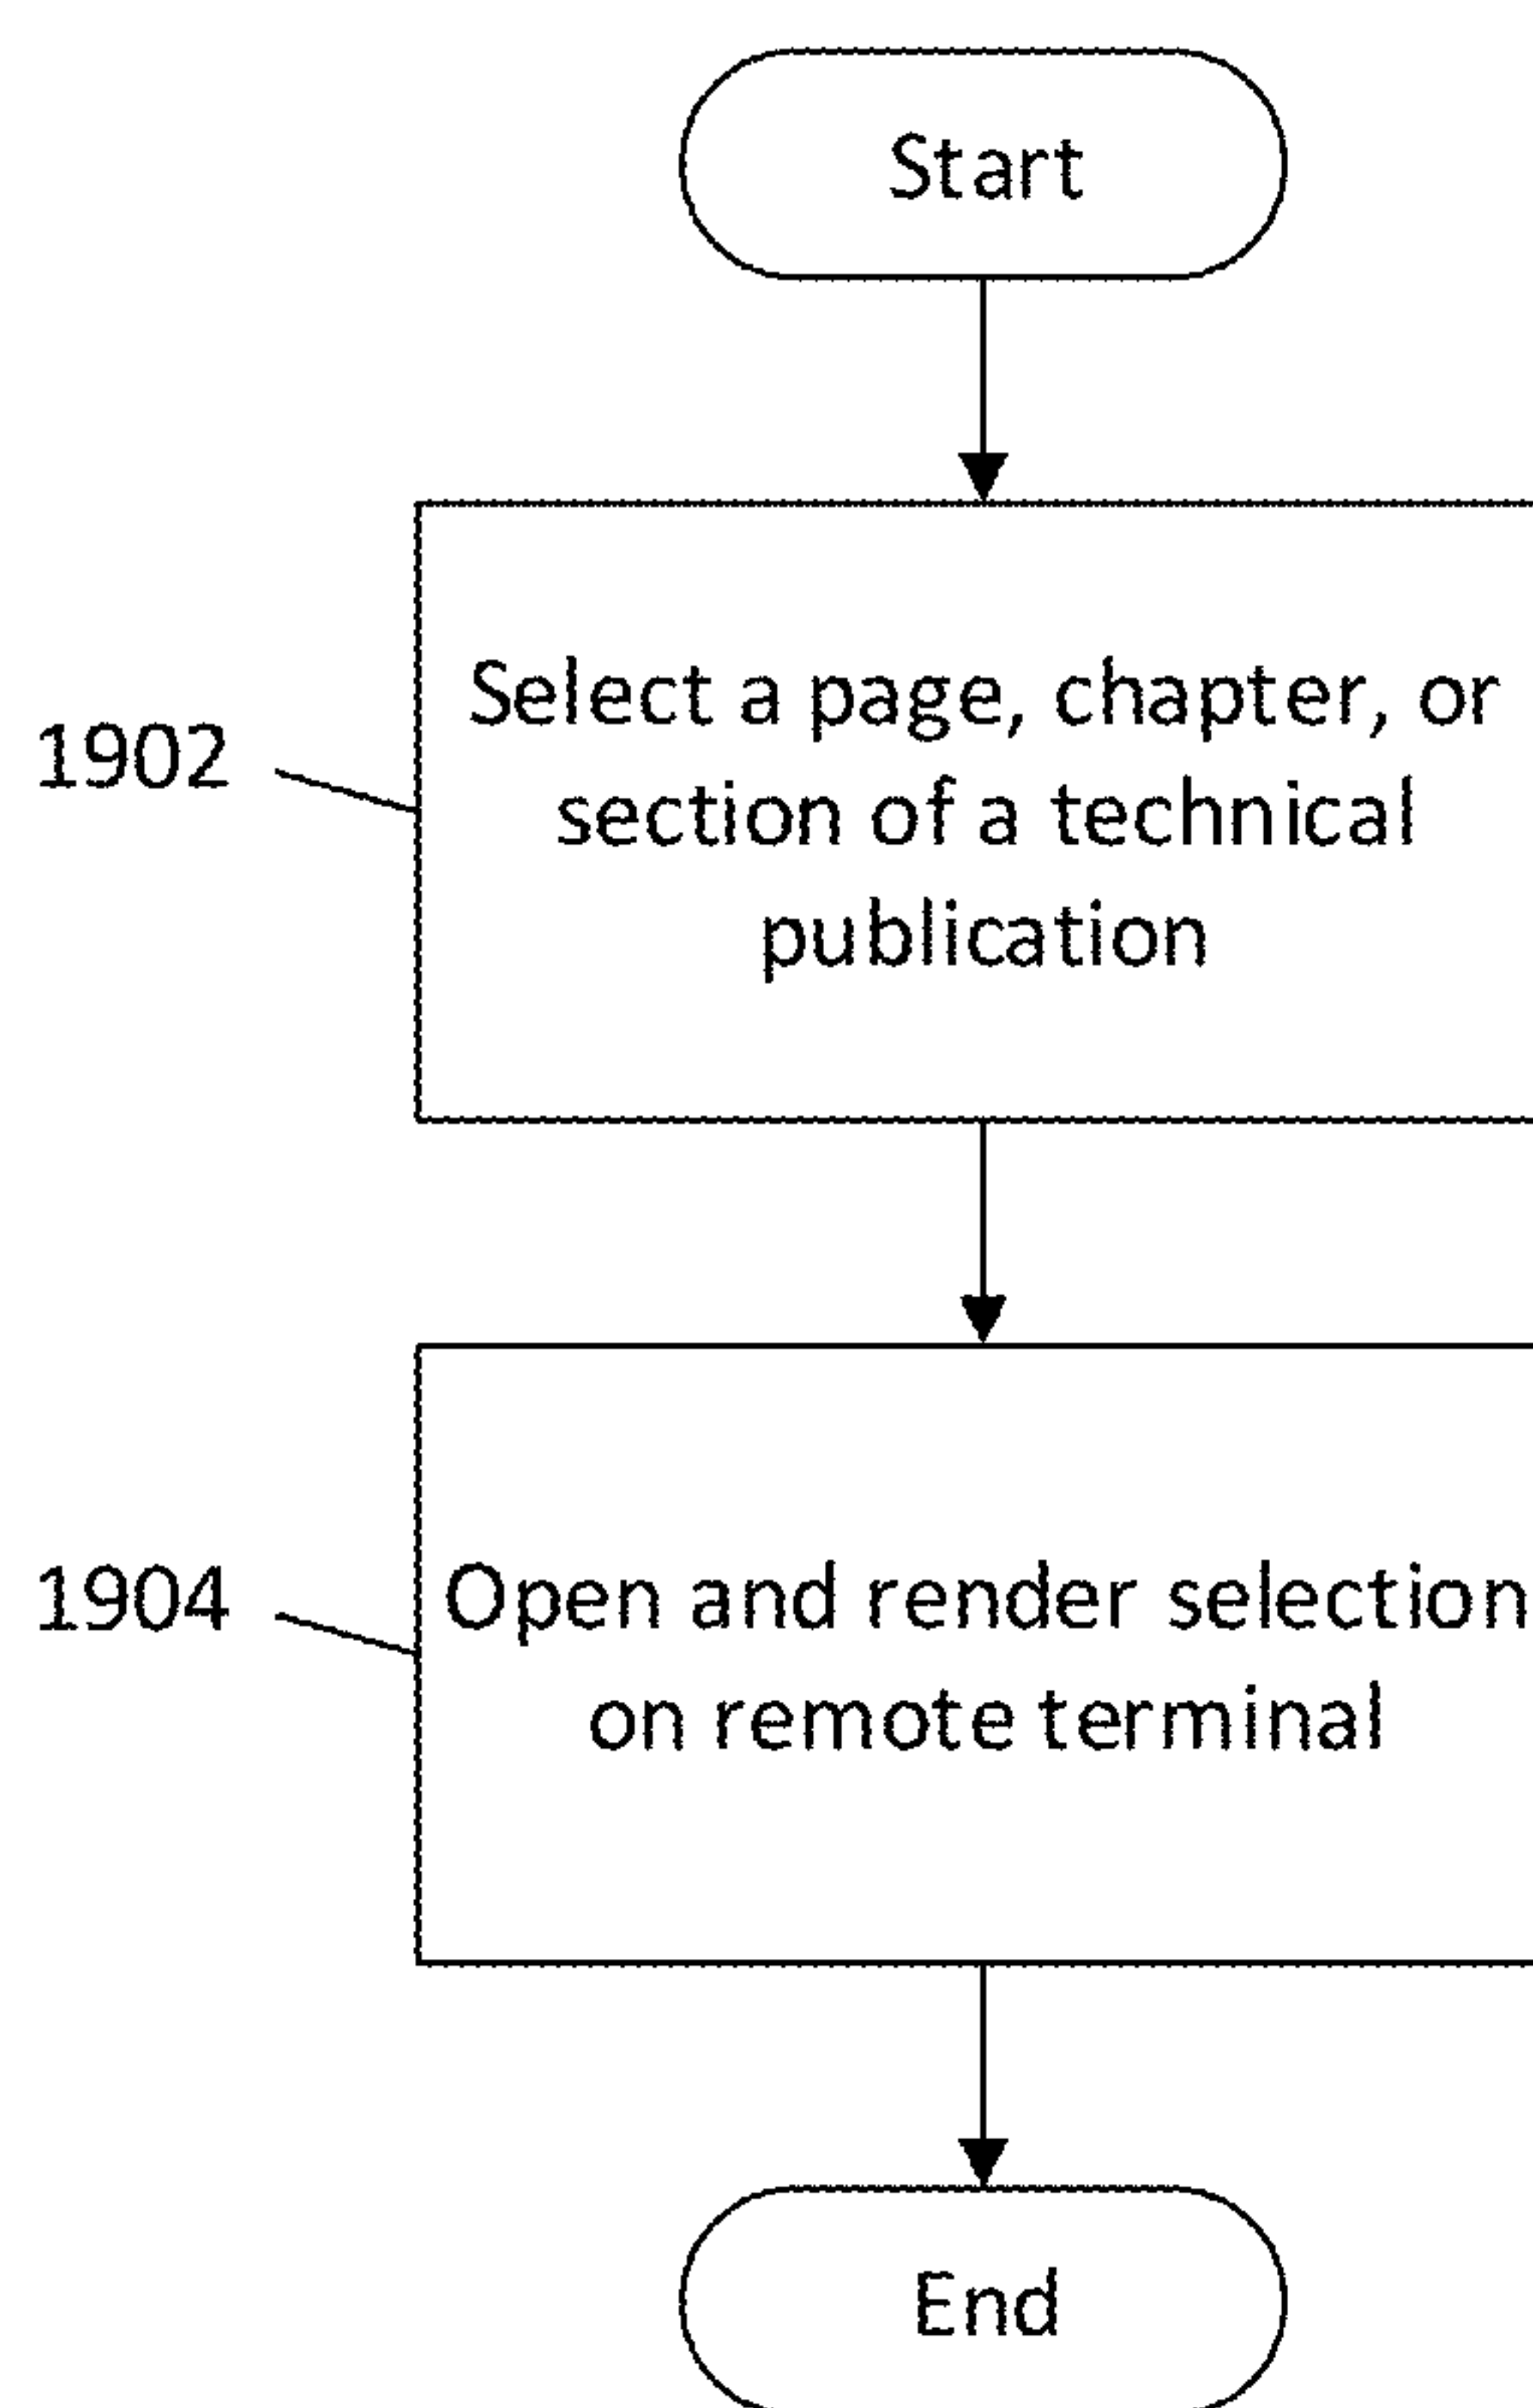 Start
1902
Select a page, chapter, or
section of a technical
publication
1904
Open and render selection
on remote terminal
End